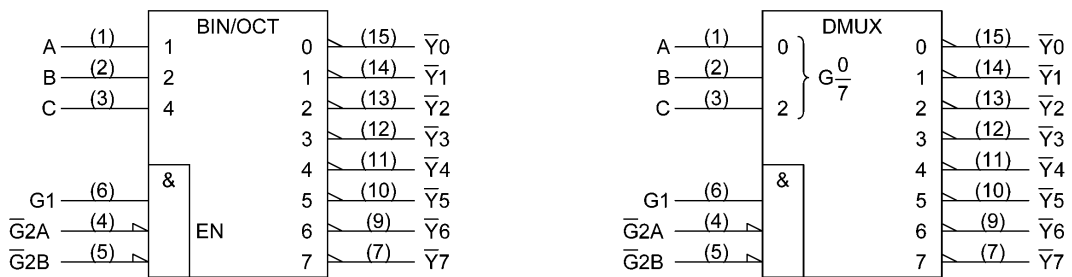 BIN/OCT
A (1) 1 0 (15) Y̅0
B (2) 2 1 (14) Y̅1
C (3) 4 2 (13) Y̅2
3 (12) Y̅3
& 4 (11) Y̅4
G1 (6) 5 (10) Y̅5
G̅2A (4) EN 6 (9) Y̅6
G̅2B (5) 7 (7) Y̅7
DMUX
A (1) 0 0 (15) Y̅0
B (2) G 0/7 1 (14) Y̅1
C (3) 2 2 (13) Y̅2
3 (12) Y̅3
& 4 (11) Y̅4
G1 (6) 5 (10) Y̅5
G̅2A (4) 6 (9) Y̅6
G̅2B (5) 7 (7) Y̅7